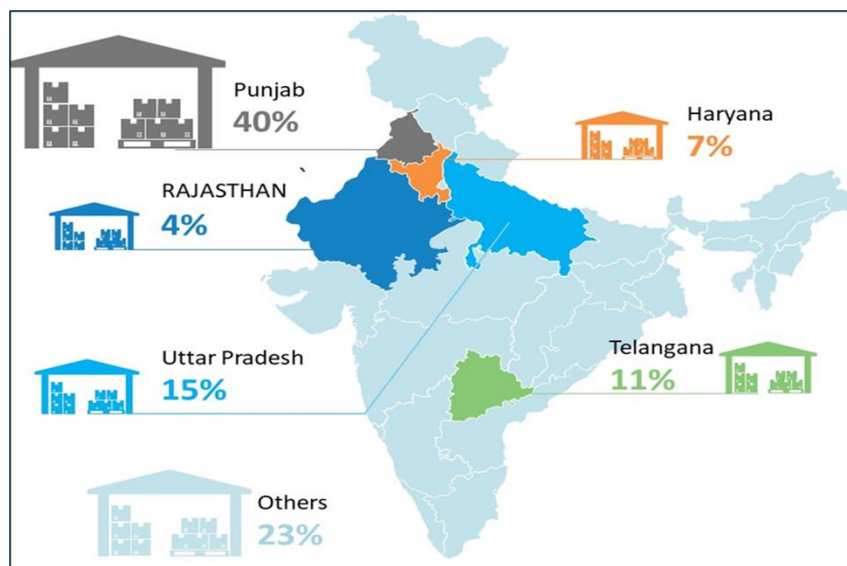 Punjab
40%
Haryana
7%
RAJASTHAN
4%
Uttar Pradesh
15%
Telangana
11%
Others
23%